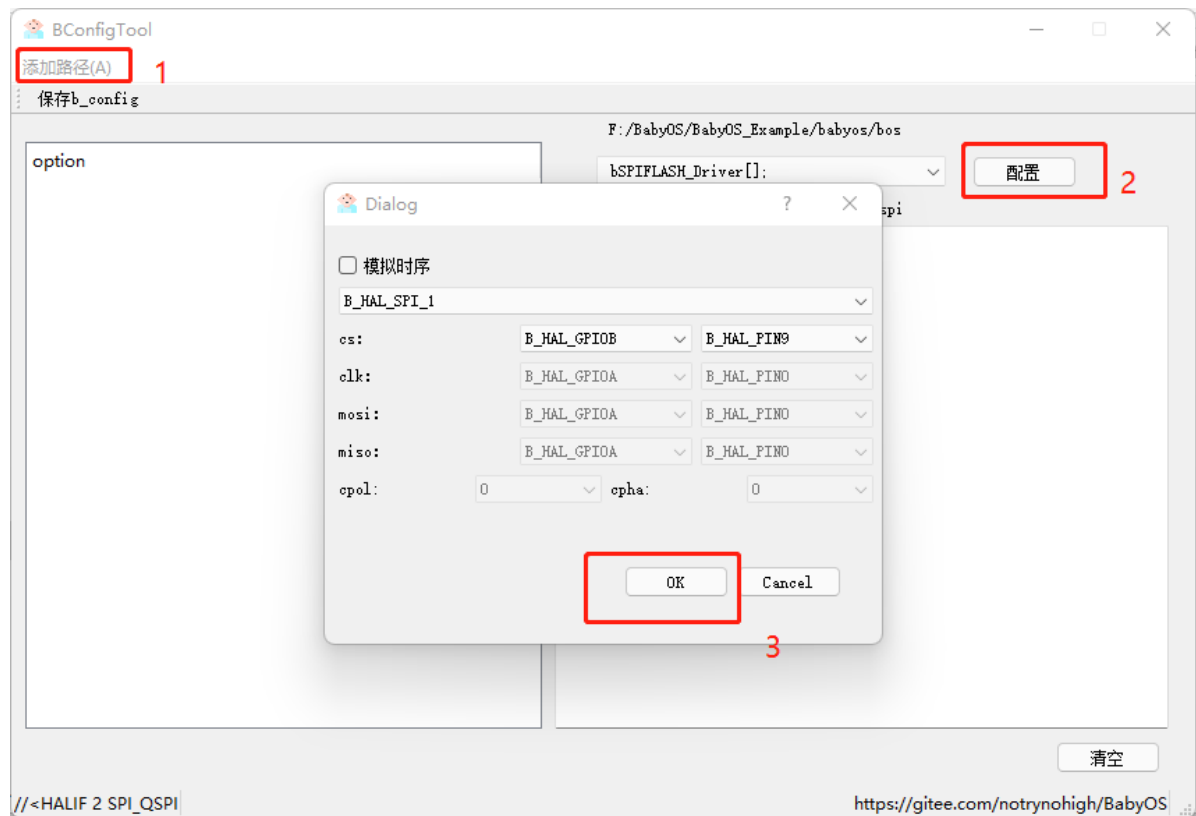 BConfigTool
添加路径(A) 1
保存b_config
F:/BabyOS/BabyOS_Example/babyos/bos
option
bSPIFLASH_Driver[]; 配置 2
Dialog ?
spi
模拟时序
B_HAL_SPI_1
cs: B_HAL_GPIOB B_HAL_PIN9
clk: B_HAL_GPIOA B_HAL_PIN0
mosi: B_HAL_GPIOA B_HAL_PIN0
miso: B_HAL_GPIOA B_HAL_PIN0
cpol: 0 cpha: 0
OK Cancel
3
清空
//<HALIF 2 SPI_QSPI https://gitee.com/notrynohigh/BabyOS